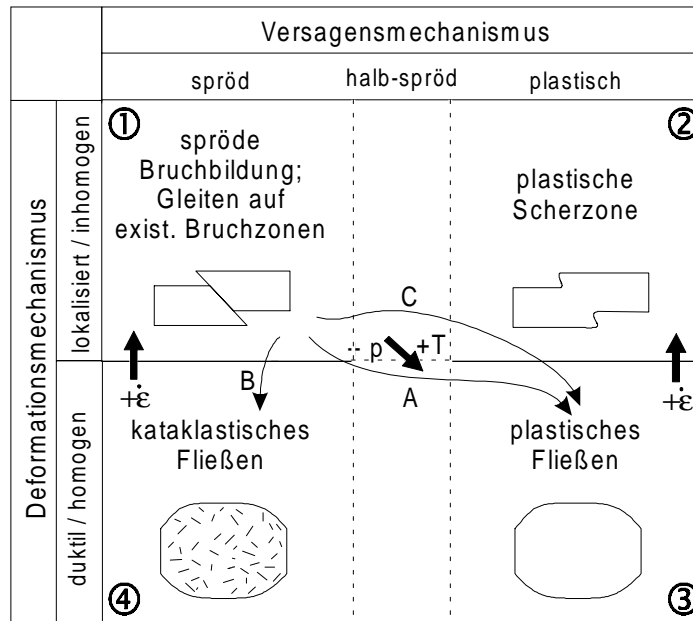 Versagensmechanismus
spröd
halb-spröd
plastisch
Deformationsmechanismus
lokalisiert / inhomogen
duktil / homogen
①
spröde
Bruchbildung;
Gleiten auf
exist. Bruchzonen
②
plastische
Scherzone
C
-- p
+T
A
B
+ε̇
+ε̇
kataklastisches
Fließen
plastisches
Fließen
④
③